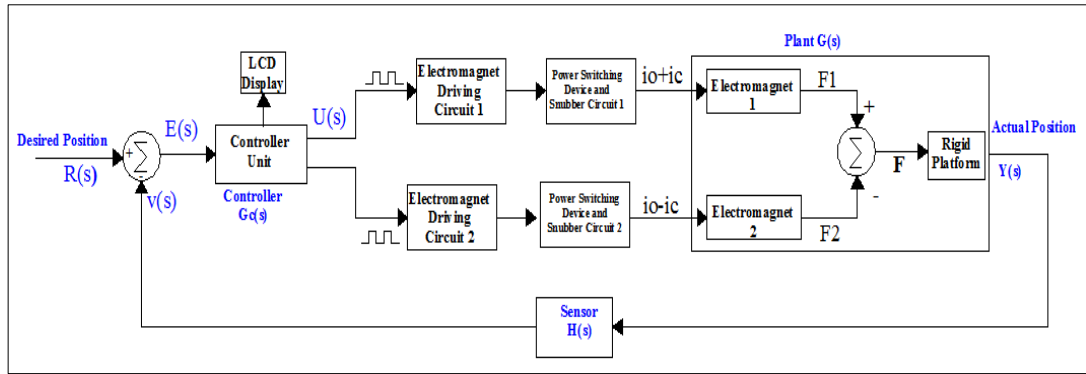 Plant G(s)
LCD
Display
Electromagnet
Driving
Circuit 1
Power Switching
Device and
Snubber Circuit 1
io+ic
Electromagnet
1
F1
U(s)
Desired Position
R(s)
+
Σ
-
E(s)
Controller
Unit
Controller
Gc(s)
v(s)
+
Σ
-
F
Rigid
Platform
Actual Position
Y(s)
Electromagnet
Driving
Circuit 2
Power Switching
Device and
Snubber Circuit 2
io-ic
Electromagnet
2
F2
Sensor
H(s)